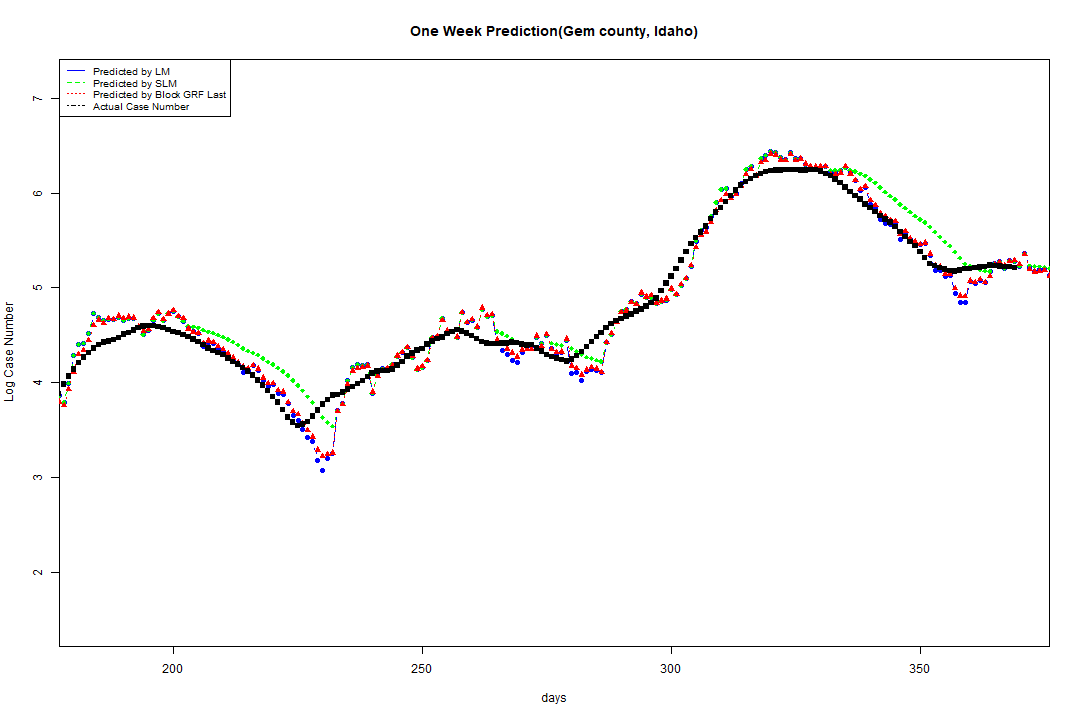 One Week Prediction(Gem county, Idaho)
Predicted by LM
Predicted by SLM
Predicted by Block GRF Last
Actual Case Number
7
6
5
4
3
2
Log Case Number
200 250 300 350
days